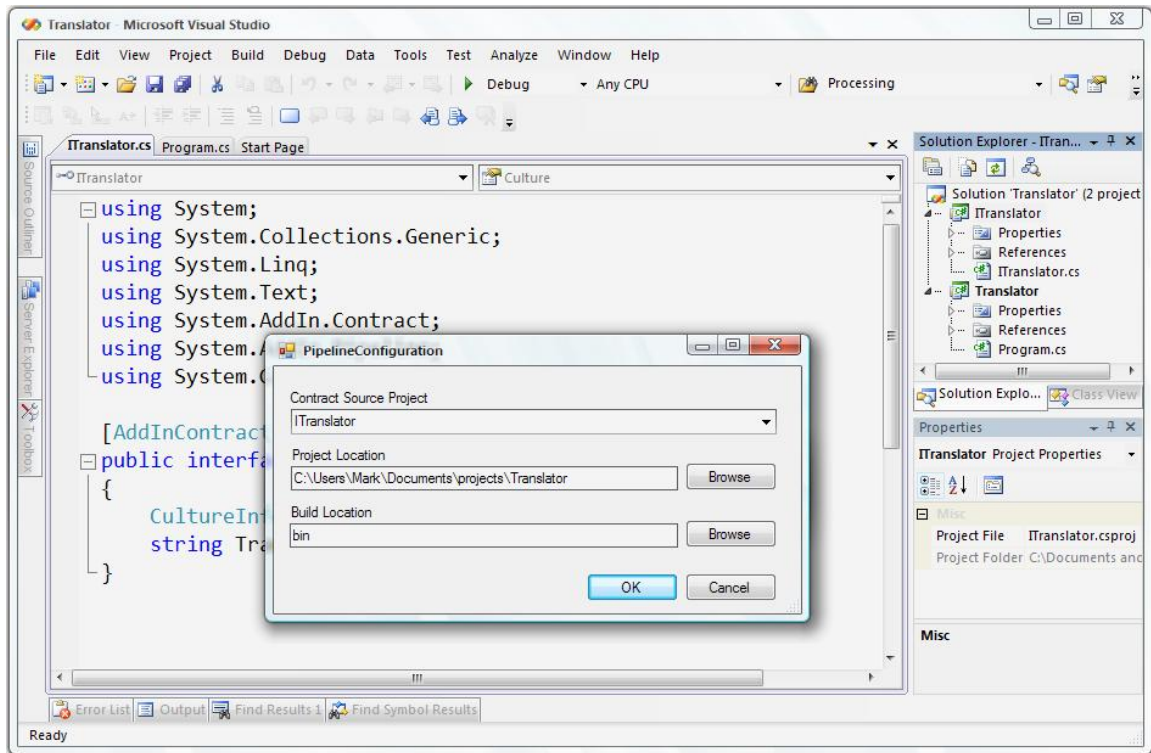 Translator - Microsoft Visual Studio
File Edit View Project Build Debug Data Tools Test Analyze Window Help
Debug Any CPU Processing
ITranslator.cs Program.cs Start Page
Source Outliner
Server Explorer
Toolbox
ITranslator Culture
using System;
using System.Collections.Generic;
using System.Linq;
using System.Text;
using System.AddIn.Contract;
using System.
using System.
[AddInContract
public interfa
{
CultureInf
string Tra
}
PipelineConfiguration
Contract Source Project
ITranslator
Project Location
C:\Users\Mark\Documents\projects\Translator
Browse
Build Location
bin
Browse
OK Cancel
Solution Explorer - ITran...
Solution 'Translator' (2 project
ITranslator
Properties
References
ITranslator.cs
Translator
Properties
References
Program.cs
Solution Explo... Class View
Properties
ITranslator Project Properties
Misc
Project File ITranslator.csproj
Project Folder C:\Documents and
Misc
Error List Output Find Results 1 Find Symbol Results
Ready